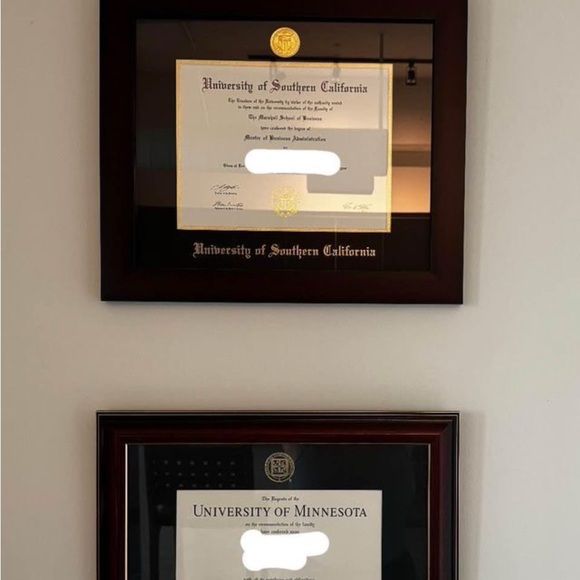 University of Southern California
The Trustees of the University by virtue of the authority vested
in them and on the recommendation of the Faculty of
The Marshall School of Business
have conferred the degree of
Master of Business Administration
University of Southern California
The Regents of the
UNIVERSITY OF MINNESOTA
on the recommendation of the faculty
have conferred upon